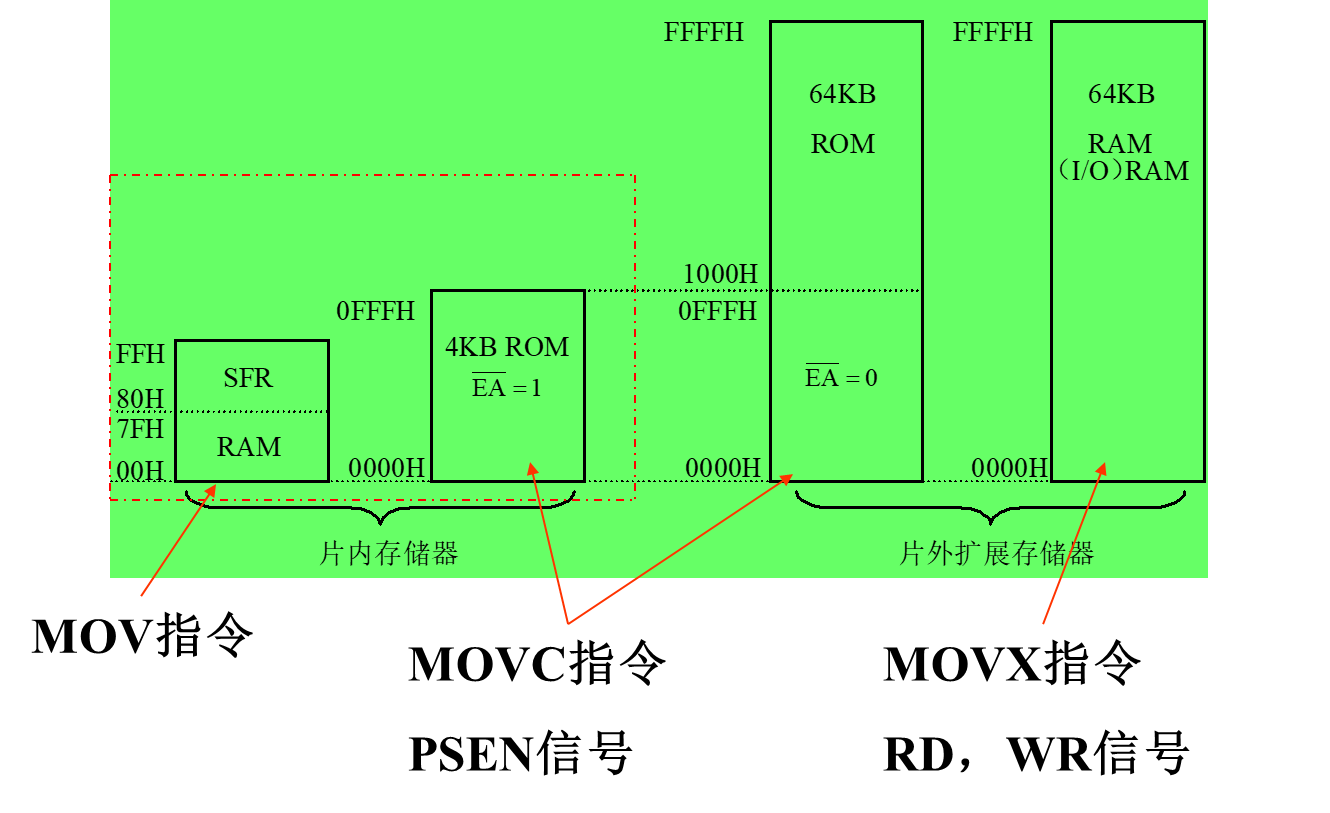 FFFFH
FFFFH
64KB
ROM
64KB
RAM
（I/O）RAM
1000H
0FFFH
0FFFH
4KB ROM
EA = 1
EA = 0
FFH
SFR
80H
7FH
RAM
00H
0000H
0000H
0000H
片内存储器
片外扩展存储器
MOV指令
MOVC指令
PSEN信号
MOVX指令
RD，WR信号